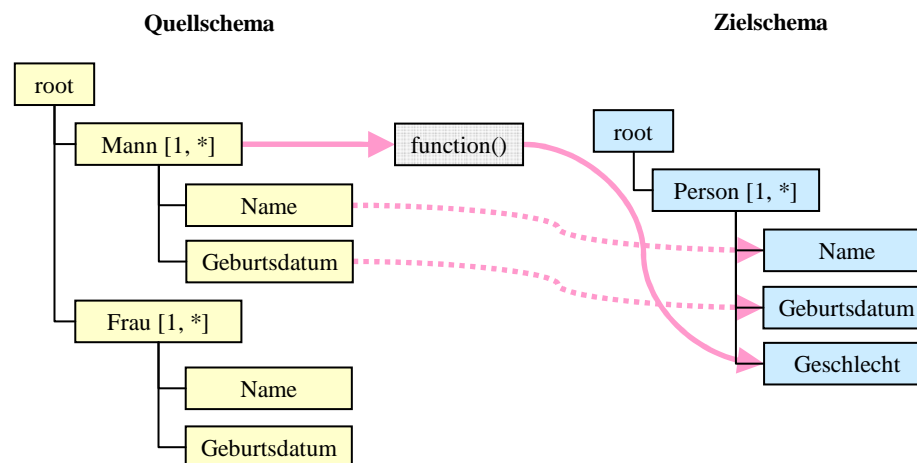 Quellschema
root
Mann [1, *]
Name
Geburtsdatum
Frau [1, *]
Name
Geburtsdatum
function()
Zielschema
root
Person [1, *]
Name
Geburtsdatum
Geschlecht